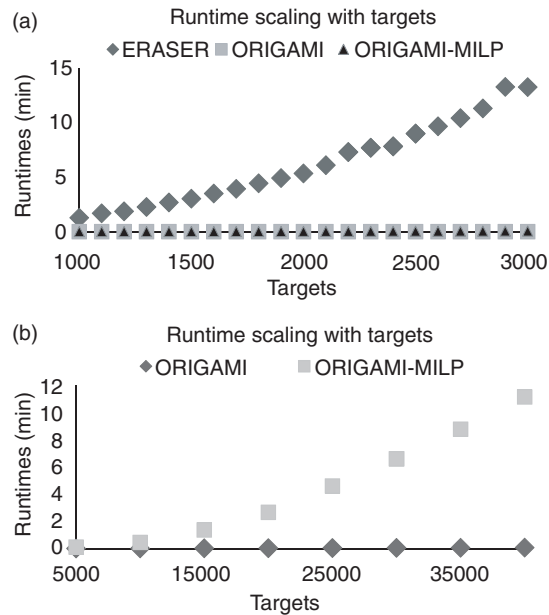 (a)
Runtime scaling with targets
ERASER ORIGAMI ORIGAMI-MILP
15
10
5
0
Runtimes (min)
1000 1500 2000 2500 3000
Targets
(b)
Runtime scaling with targets
ORIGAMI ORIGAMI-MILP
12
10
8
6
4
2
0
Runtimes (min)
5000 15000 25000 35000
Targets